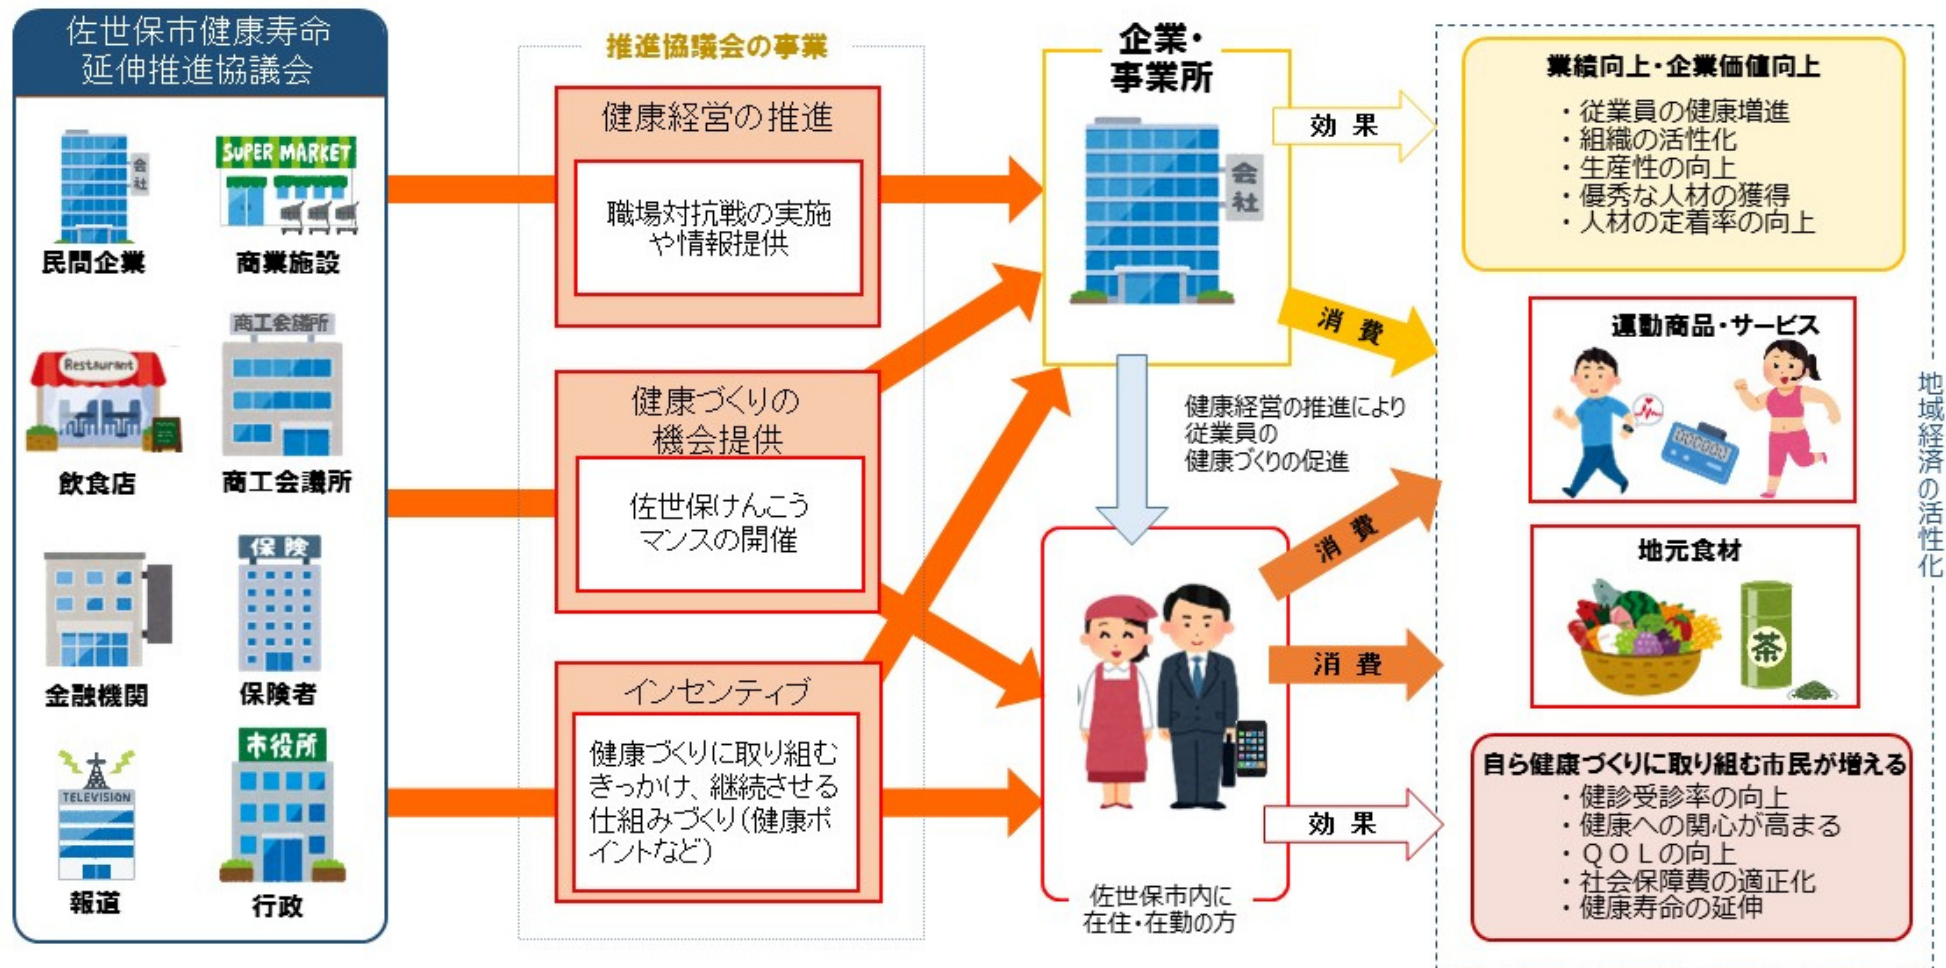 佐世保市健康寿命
延伸推進協議会
会社
民間企業
SUPER MARKET
商業施設
Restaurant
飲食店
商工会議所
商工会議所
金融機関
保険
保険者
TELEVISION
報道
市役所
行政
推進協議会の事業
健康経営の推進
職場対抗戦の実施
や情報提供
健康づくりの
機会提供
佐世保けんこう
マンスの開催
インセンティブ
健康づくりに取り組む
きっかけ、継続させる
仕組みづくり(健康ポ
イントなど)
企業・
事業所
会社
健康経営の推進により
従業員の
健康づくりの促進
佐世保市内に
在住・在勤の方
効果
消費
消費
消費
効果
業績向上・企業価値向上
・従業員の健康増進
・組織の活性化
・生産性の向上
・優秀な人材の獲得
・人材の定着率の向上
運動商品・サービス
地元食材
茶
自ら健康づくりに取り組む市民が増える
・健診受診率の向上
・健康への関心が高まる
・QOLの向上
・社会保障費の適正化
・健康寿命の延伸
地域経済の活性化